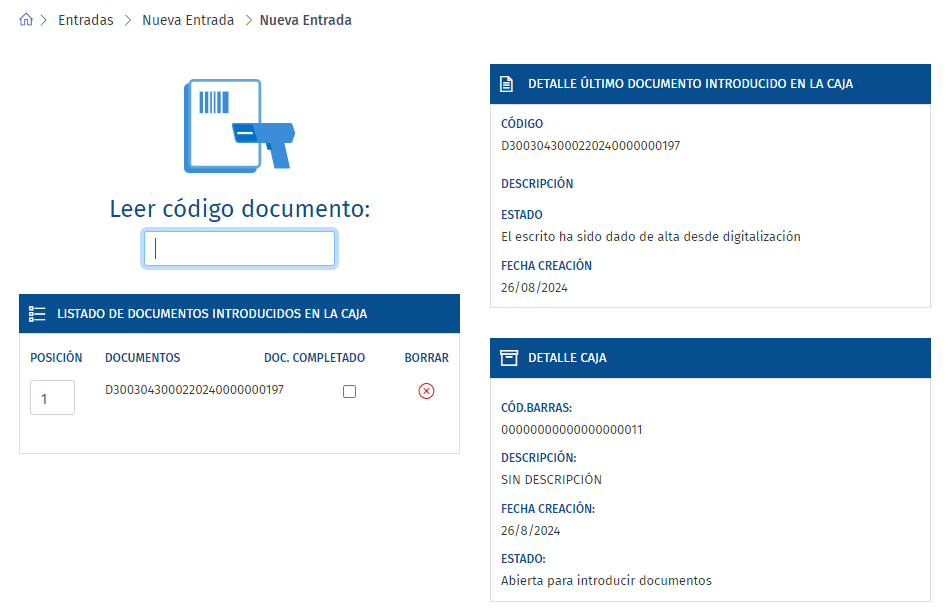 Entradas > Nueva Entrada > Nueva Entrada
Leer código documento:
LISTADO DE DOCUMENTOS INTRODUCIDOS EN LA CAJA
POSICIÓN DOCUMENTOS DOC. COMPLETADO BORRAR
1 D3003043000220240000000197
DETALLE ÚLTIMO DOCUMENTO INTRODUCIDO EN LA CAJA
CÓDIGO
D3003043000220240000000197
DESCRIPCIÓN
ESTADO
El escrito ha sido dado de alta desde digitalización
FECHA CREACIÓN
26/08/2024
DETALLE CAJA
CÓD.BARRAS:
00000000000000000011
DESCRIPCIÓN:
SIN DESCRIPCIÓN
FECHA CREACIÓN:
26/8/2024
ESTADO:
Abierta para introducir documentos